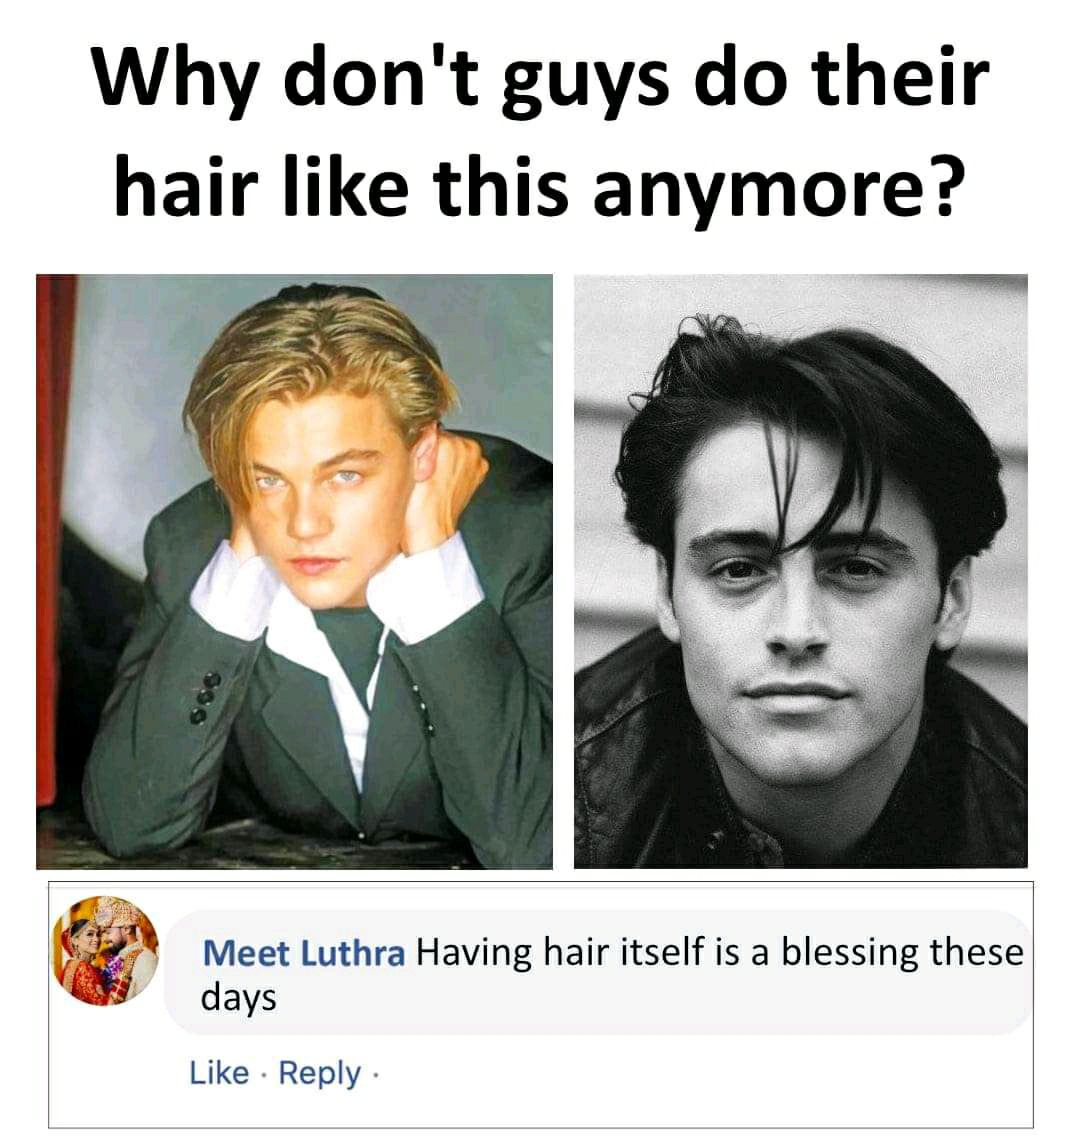 Why don't guys do their
hair like this anymore?
Meet Luthra Having hair itself is a blessing these
days
Like · Reply ·